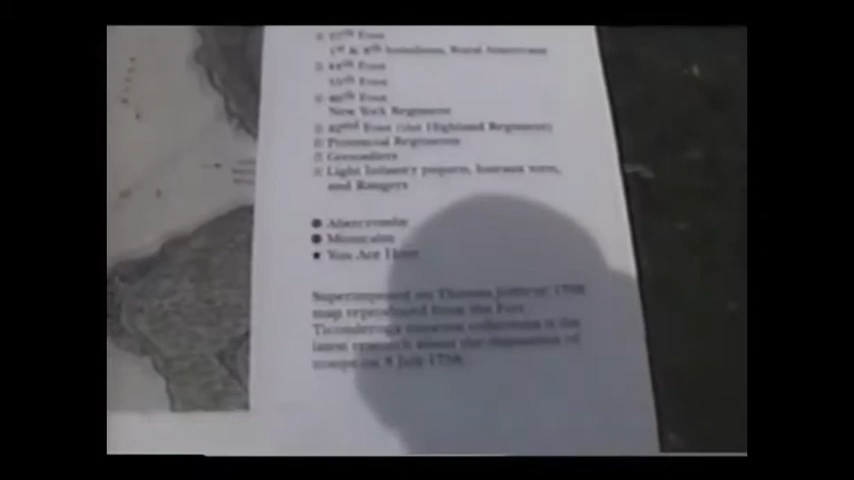 27th Foot
1st & 4th Battalions, Royal Americans
44th Foot
55th Foot
46th Foot
New York Regiment
42nd Foot (1st Highland Regiment)
Provincial Regiments
Grenadiers
Light Infantry piquets, bateaux men,
and Rangers
Abercrombie
Montcalm
You Are Here
Superimposed on Thomas Jefferys' 1758
map reproduced from the Fort
Ticonderoga museum collections is the
latest research about the disposition of
troops on 8 July 1758.